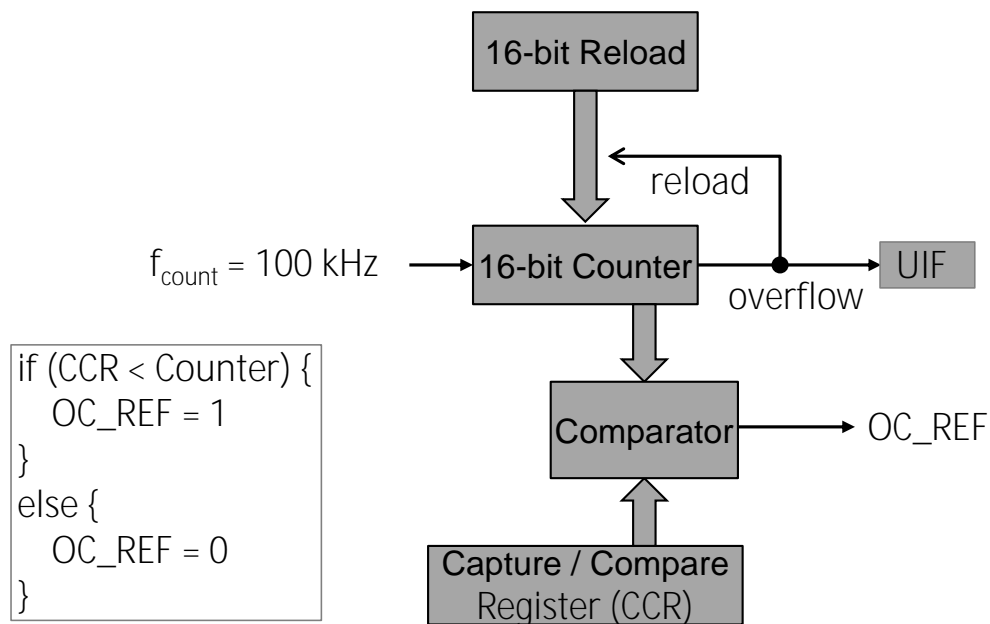 16-bit Reload
reload
f_count = 100 kHz
16-bit Counter
UIF
overflow
if (CCR < Counter) {
OC_REF = 1
}
else {
OC_REF = 0
}
Comparator
OC_REF
Capture / Compare
Register (CCR)